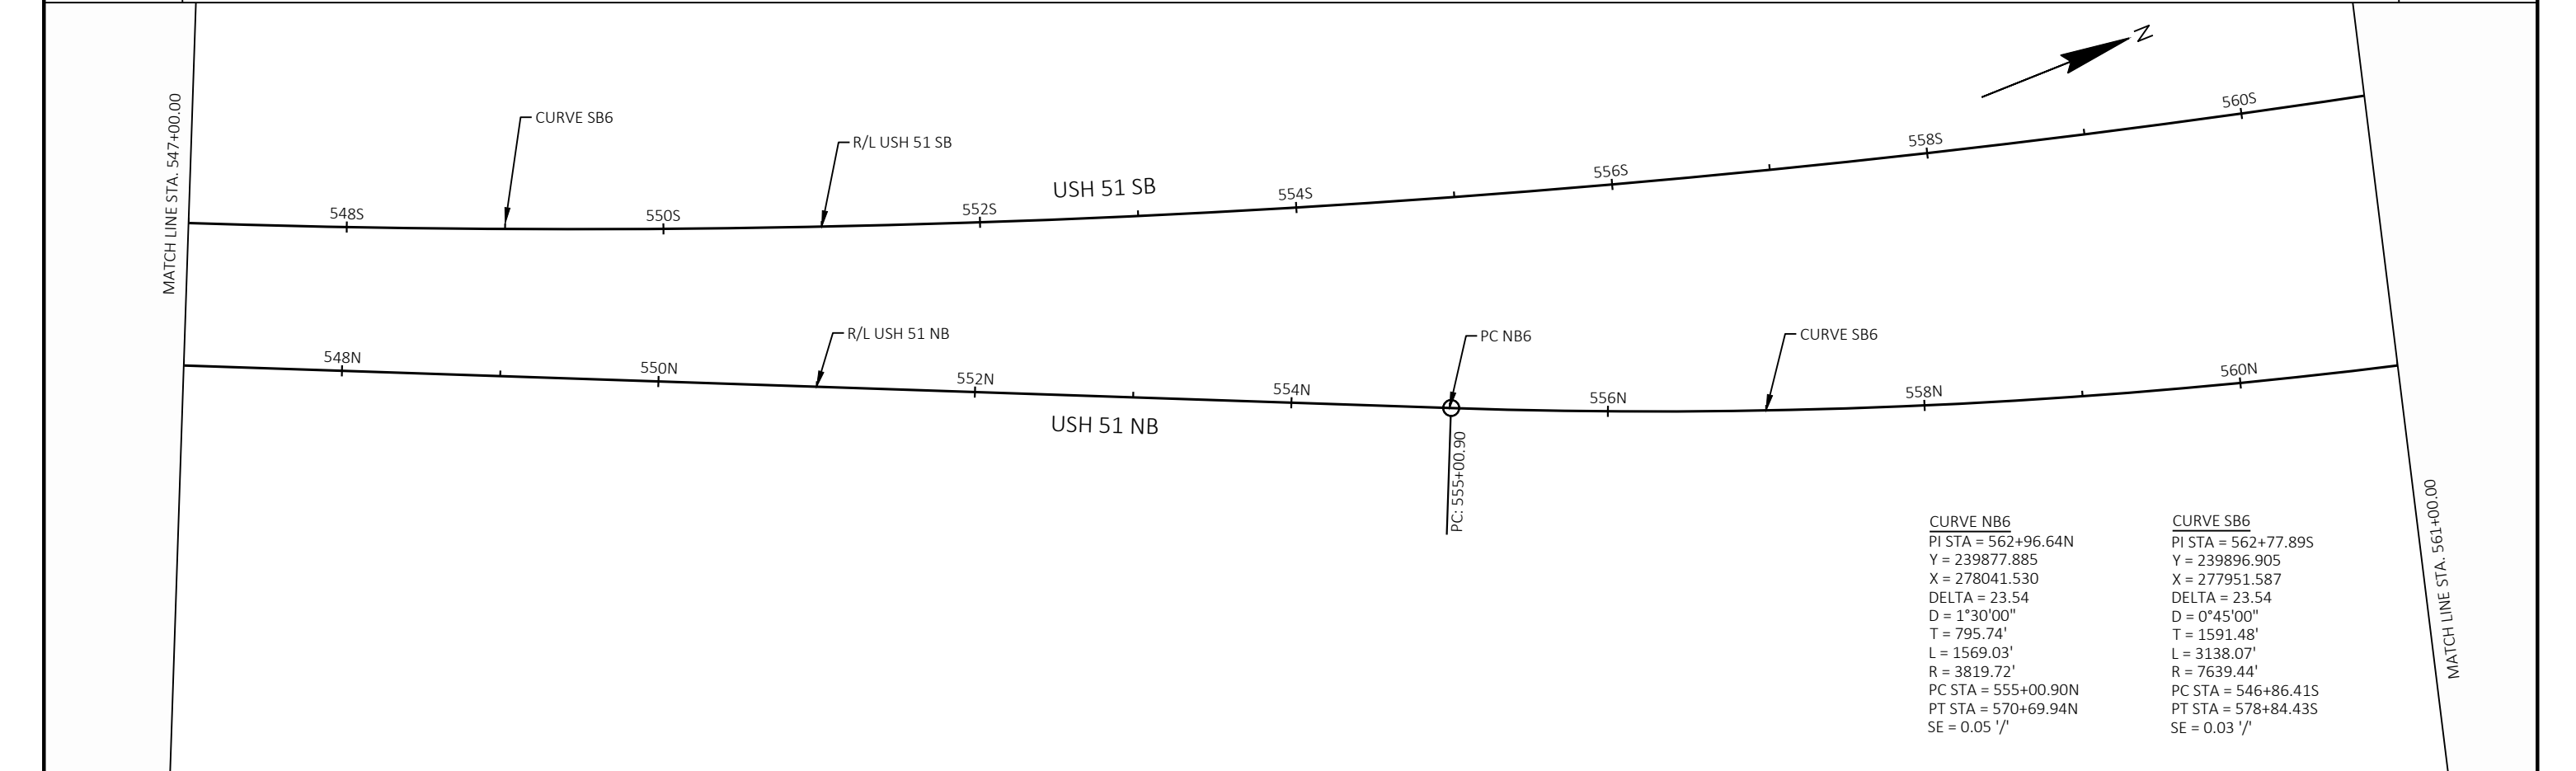 N
MATCH LINE STA. 547+00.00
CURVE SB6
R/L USH 51 SB
USH 51 SB
548S
550S
552S
554S
556S
558S
560S
R/L USH 51 NB
PC NB6
CURVE SB6
548N
550N
552N
554N
556N
558N
560N
USH 51 NB
PC: 555+00.90
MATCH LINE STA. 561+00.00
CURVE NB6
PI STA = 562+96.64N
Y = 239877.885
X = 278041.530
DELTA = 23.54
D = 1°30'00"
T = 795.74'
L = 1569.03'
R = 3819.72'
PC STA = 555+00.90N
PT STA = 570+69.94N
SE = 0.05 '/'
CURVE SB6
PI STA = 562+77.89S
Y = 239896.905
X = 277951.587
DELTA = 23.54
D = 0°45'00"
T = 1591.48'
L = 3138.07'
R = 7639.44'
PC STA = 546+86.41S
PT STA = 578+84.43S
SE = 0.03 '/'